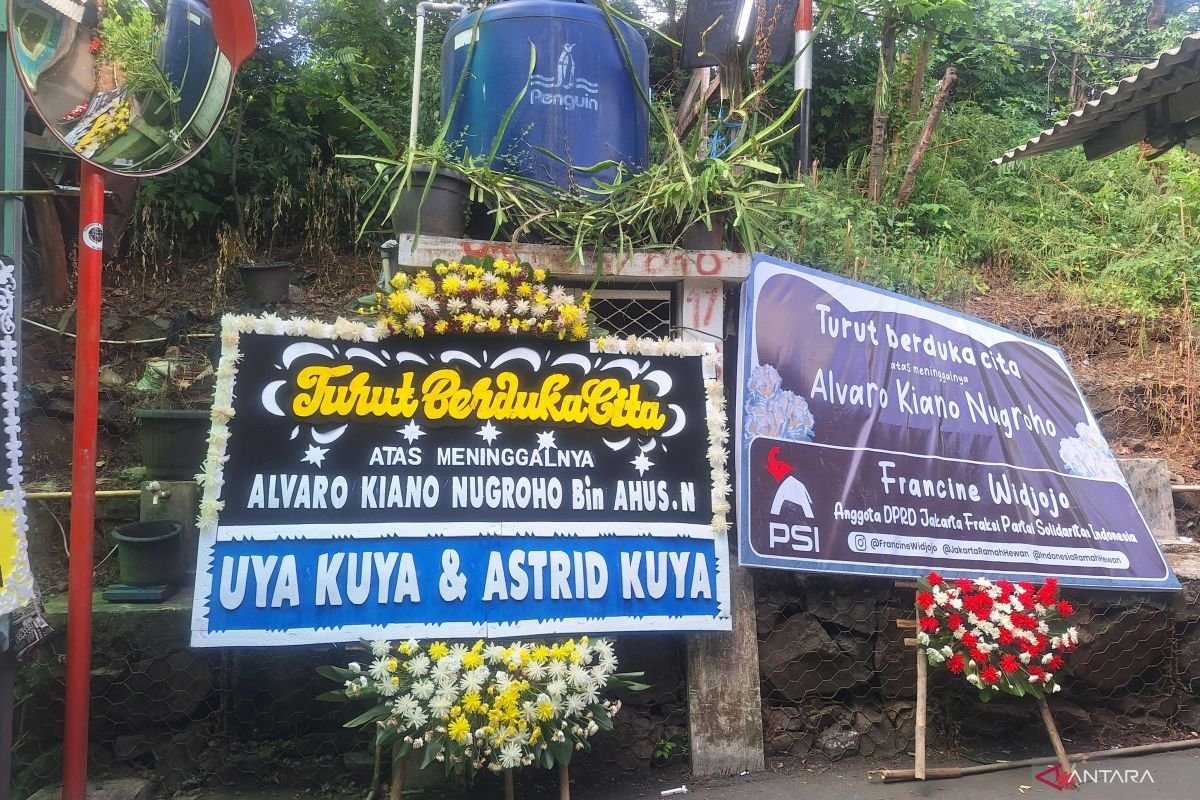 Penguin
Turut Berduka Cita
ATAS MENINGGALNYA
ALVARO KIANO NUGROHO Bin AHUS.N
UYA KUYA & ASTRID KUYA
Turut berduka cita
atas meninggalnya
Alvaro Kiano Nugroho
Francine Widjojo
Anggota DPRD Jakarta Fraksi Partai Solidaritas Indonesia
PSI
@FrancineWidjojo @JakartaRamahHewan @IndonesiaRamahHewan
ANTARA